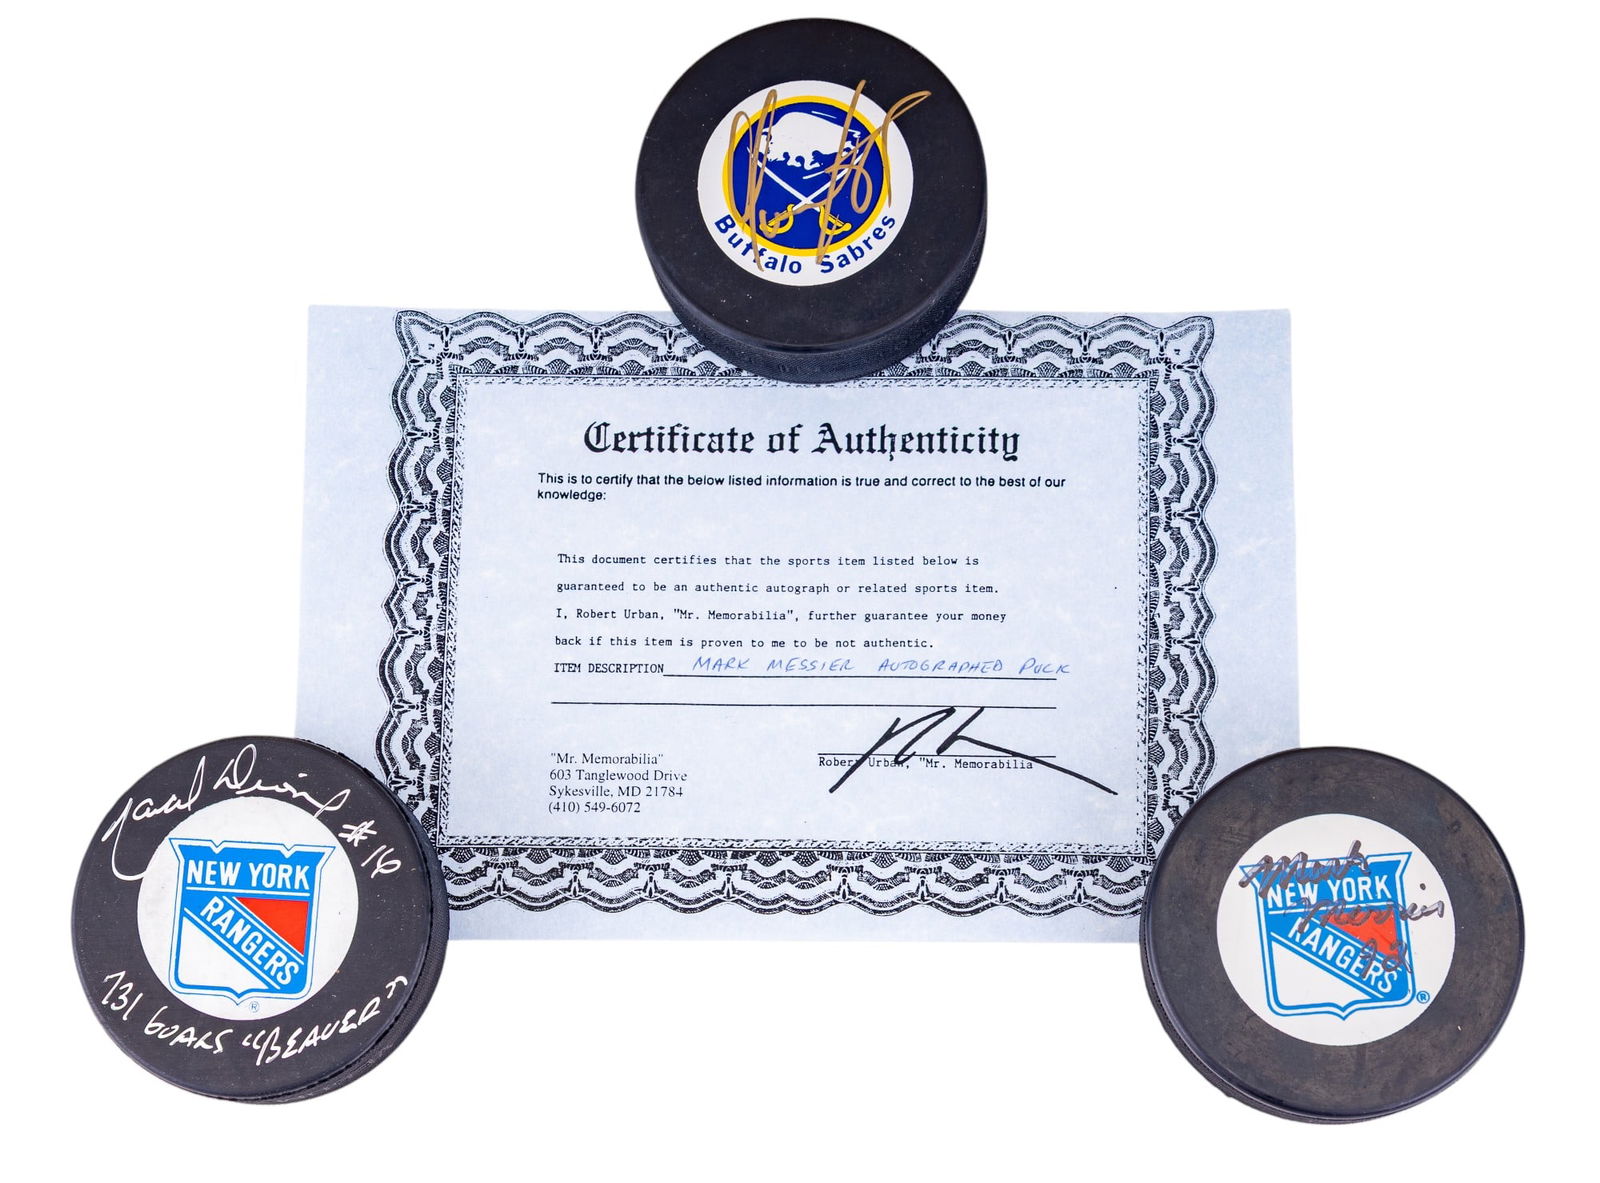 Buffalo Sabres
Certificate of Authenticity
This is to certify that the below listed information is true and correct to the best of our
knowledge:
This document certifies that the sports item listed below is
guaranteed to be an authentic autograph or related sports item.
I, Robert Urban, "Mr. Memorabilia", further guarantee your money
back if this item is proven to me to be not authentic.
ITEM DESCRIPTION MARK MESSIER AUTOGRAPHED PUCK
"Mr. Memorabilia"
603 Tanglewood Drive
Sykesville, MD 21784
(410) 549-6072
Robert Urban, "Mr. Memorabilia
#16
NEW YORK
RANGERS
®
731 GOALS "BEAVER"
Mark
NEW YORK
Messier
RANGERS
®